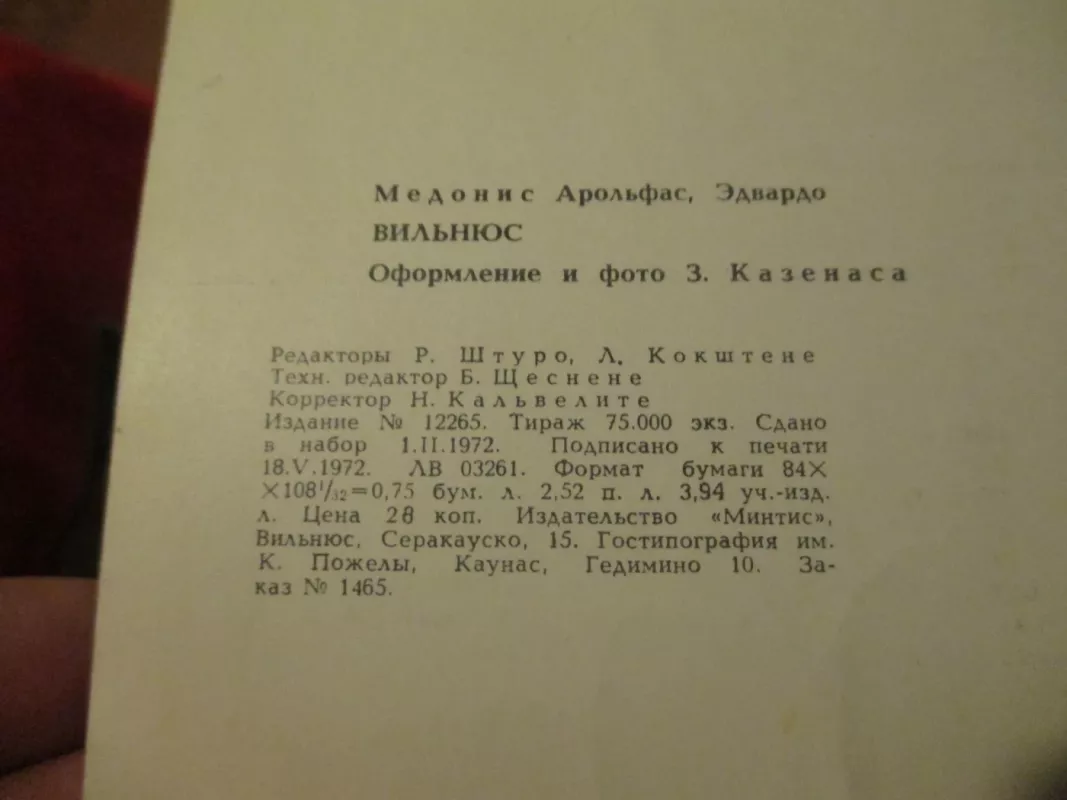 Медонис Арольфас, Эдвардо
ВИЛЬНЮС
Оформление и фото З. Казенаса
Редакторы Р. Штуро, Л. Кокштене
Техн. редактор Б. Щеснене
Корректор Н. Кальвелите
Издание № 12265. Тираж 75.000 экз. Сдано
в набор 1.II.1972. Подписано к печати
18.V.1972. ЛВ 03261. Формат бумаги 84X
X108 1/32=0,75 бум. л. 2,52 п. л. 3,94 уч.-изд.
л. Цена 28 коп. Издательство «Минтис»,
Вильнюс, Серакауско, 15. Гостипография им.
К. Пожелы, Каунас, Гедимино 10. За-
каз № 1465.